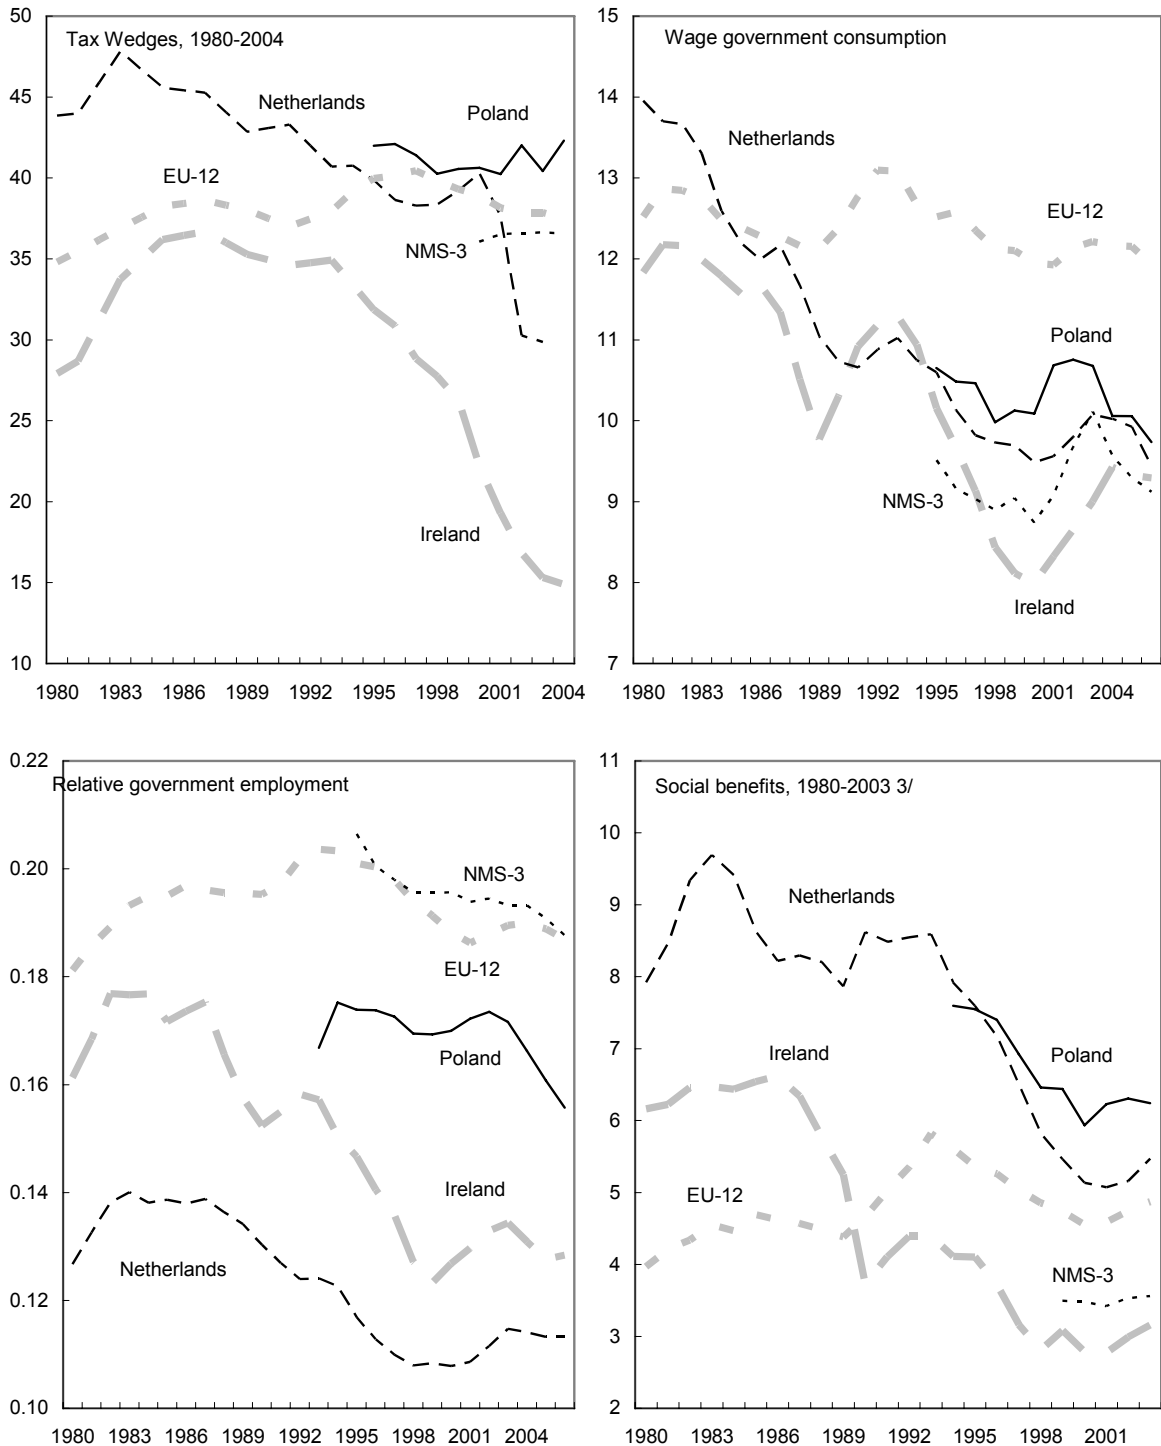 Tax Wedges, 1980-2004
50
45
40
35
30
25
20
15
10
Netherlands
Poland
EU-12
NMS-3
Ireland
1980 1983 1986 1989 1992 1995 1998 2001 2004
Wage government consumption
15
14
13
12
11
10
9
8
7
Netherlands
EU-12
Poland
NMS-3
Ireland
1980 1983 1986 1989 1992 1995 1998 2001 2004
Relative government employment
0.22
0.20
0.18
0.16
0.14
0.12
0.10
NMS-3
EU-12
Poland
Ireland
Netherlands
1980 1983 1986 1989 1992 1995 1998 2001 2004
Social benefits, 1980-2003 3/
11
10
9
8
7
6
5
4
3
2
Netherlands
Ireland
Poland
EU-12
NMS-3
1980 1983 1986 1989 1992 1995 1998 2001